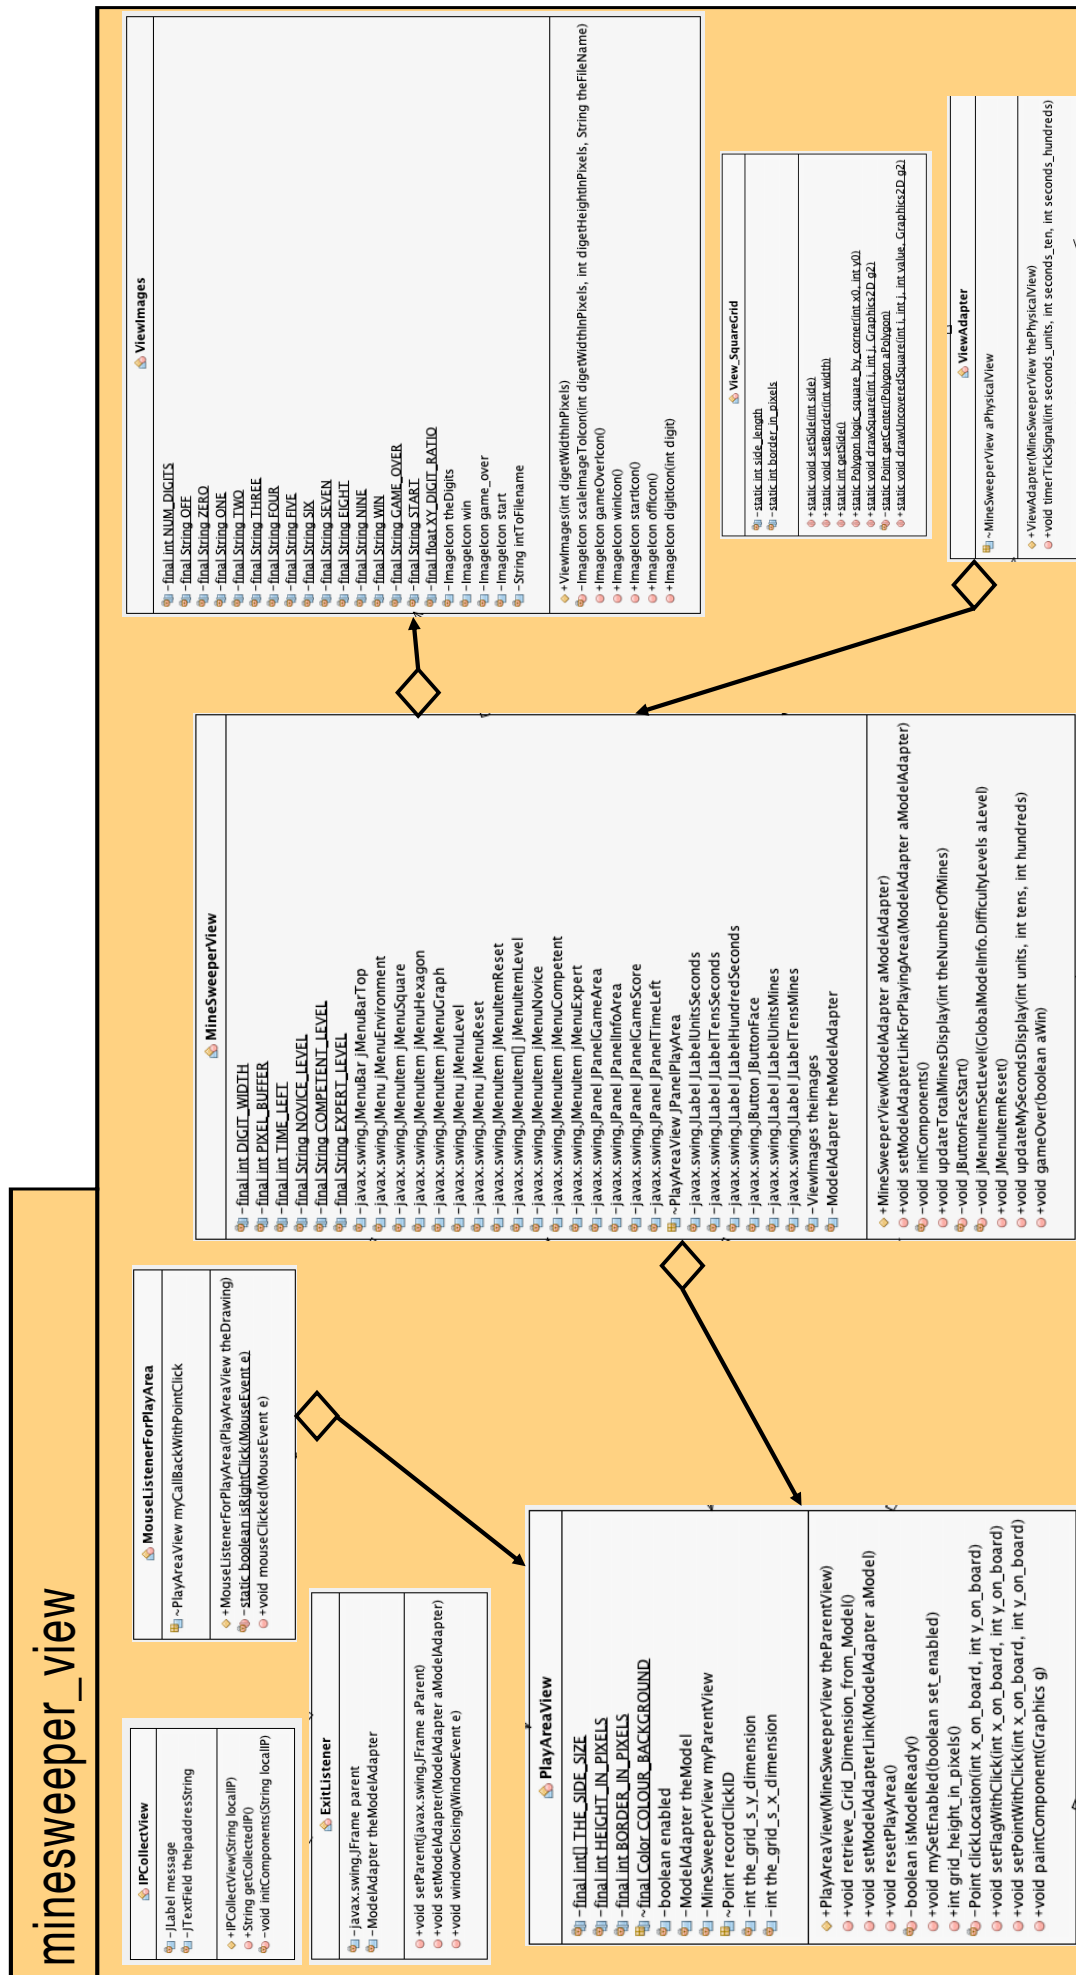 minesweeper_view
IPCollectView
-JLabel message
-JTextField theIpaddressString
+IPCollectView(String localIP)
+String getCollectedIP()
-void initComponents(String localIP)
MouseListenerForPlayArea
~PlayAreaView myCallBackWithPointClick
+MouseListenerForPlayArea(PlayAreaView theDrawing)
-static boolean isRightClick(MouseEvent e)
+void mouseClicked(MouseEvent e)
ExitListener
-javax.swing.JFrame parent
-ModelAdapter theModelAdapter
+void setParent(javax.swing.JFrame aParent)
+void setModelAdapter(ModelAdapter aModelAdapter)
+void windowClosing(WindowEvent e)
PlayAreaView
-final int[] THE_SIDE_SIZE
-final int HEIGHT_IN_PIXELS
-final int BORDER_IN_PIXELS
~final Color COLOUR_BACKGROUND
-boolean enabled
-ModelAdapter theModel
-MineSweeperView myParentView
~Point recordClickID
-int the_grid_s_y_dimension
-int the_grid_s_x_dimension
+PlayAreaView(MineSweeperView theParentView)
+void retrieve_Grid_Dimension_from_Model()
+void setModelAdapterLink(ModelAdapter aModel)
+void resetPlayArea()
-boolean isModelReady()
+void mySetEnabled(boolean set_enabled)
+int grid_height_in_pixels()
-Point clickLocation(int x_on_board, int y_on_board)
+void setFlagWithClick(int x_on_board, int y_on_board)
+void setPointWithClick(int x_on_board, int y_on_board)
+void paintComponent(Graphics g)
MineSweeperView
-final int DIGIT_WIDTH
-final int PIXEL_BUFFER
-final int TIME_LEFT
-final String NOVICE_LEVEL
-final String COMPETENT_LEVEL
-final String EXPERT_LEVEL
-javax.swing.JMenuBar jMenuBarTop
-javax.swing.JMenu jMenuEnvironment
-javax.swing.JMenuItem jMenuSquare
-javax.swing.JMenuItem jMenuHexagon
-javax.swing.JMenuItem jMenuGraph
-javax.swing.JMenu jMenuLevel
-javax.swing.JMenu jMenuReset
-javax.swing.JMenuItem jMenuItemReset
-javax.swing.JMenuItem[] jMenuItemLevel
-javax.swing.JMenuItem jMenuNovice
-javax.swing.JMenuItem jMenuCompetent
-javax.swing.JMenuItem jMenuExpert
-javax.swing.JPanel JPanelGameArea
-javax.swing.JPanel JPanelInfoArea
-javax.swing.JPanel JPanelGameScore
-javax.swing.JPanel JPanelTimeLeft
~PlayAreaView JPanelPlayArea
-javax.swing.JLabel JLabelUnitsSeconds
-javax.swing.JLabel JLabelTensSeconds
-javax.swing.JLabel JLabelHundredSeconds
-javax.swing.JButton JButtonFace
-javax.swing.JLabel JLabelUnitsMines
-javax.swing.JLabel JLabelTensMines
-ViewImages theImages
-ModelAdapter theModelAdapter
+MineSweeperView(ModelAdapter aModelAdapter)
+void setModelAdapterLinkForPlayingArea(ModelAdapter aModelAdapter)
-void initComponents()
+void updateTotalMinesDisplay(int theNumberOfMines)
-void JButtonFaceStart()
-void jMenuItemSetLevel(GlobalModelInfo.DifficultyLevels aLevel)
+void jMenuItemReset()
+void updateMySecondsDisplay(int units, int tens, int hundreds)
+void gameOver(boolean aWin)
ViewImages
-final int NUM_DIGITS
-final String OFF
-final String ZERO
-final String ONE
-final String TWO
-final String THREE
-final String FOUR
-final String FIVE
-final String SIX
-final String SEVEN
-final String EIGHT
-final String NINE
-final String WIN
-final String GAME_OVER
-final String START
-final float XY_DIGIT_RATIO
-ImageIcon theDigits
-ImageIcon win
-ImageIcon game_over
-ImageIcon start
-String intToFilename
+ViewImages(int digetWidthInPixels)
-ImageIcon scaleImageToIcon(int digetWidthInPixels, int digetHeightInPixels, String theFileName)
+ImageIcon gameOverIcon()
+ImageIcon winIcon()
+ImageIcon startIcon()
+ImageIcon offIcon()
+ImageIcon digitIcon(int digit)
View_SquareGrid
-static int side_length
-static int border_in_pixels
+static void setSide(int side)
+static void setBorder(int width)
+static int getSide()
+static Polygon logic_square_by_corner(int x0, int y0)
+static void drawSquare(int i, int j, Graphics2D g2)
-static Point getCenter(Polygon aPolygon)
+static void drawUncoveredSquare(int i, int j, int value, Graphics2D g2)
ViewAdapter
~MineSweeperView aPhysicalView
+ViewAdapter(MineSweeperView thePhysicalView)
+void timerTickSignal(int seconds_units, int seconds_ten, int seconds_hundreds)